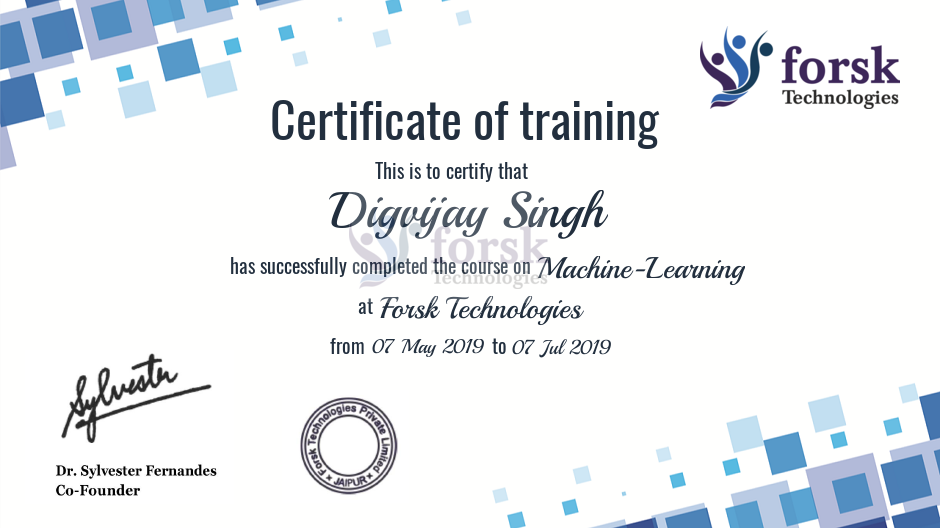 forsk
Technologies
Certificate of training
This is to certify that
Digvijay Singh
forsk
Technologies
has successfully completed the course on Machine-Learning
at Forsk Technologies
from 07 May 2019 to 07 Jul 2019
Sylvester
Forsk Technologies Private Limited
JAIPUR
Dr. Sylvester Fernandes
Co-Founder